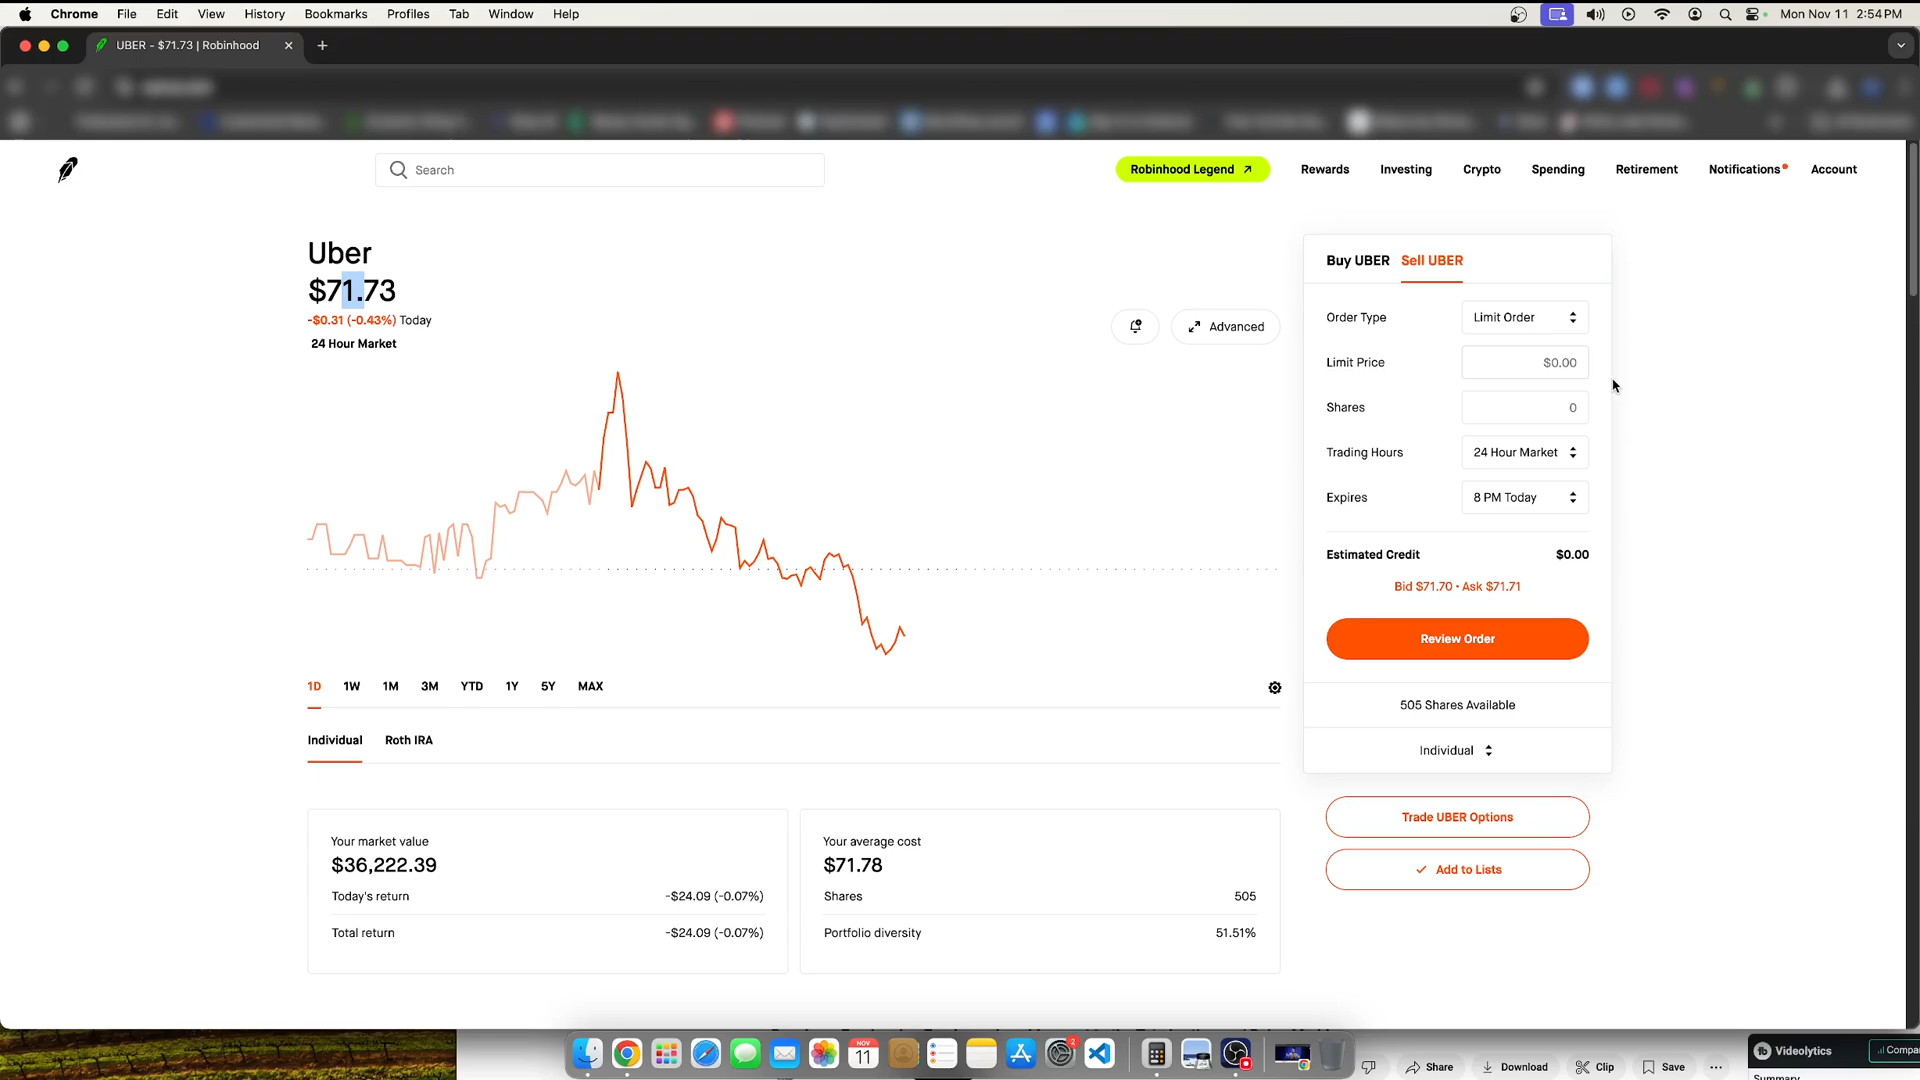 Chrome File Edit View History Bookmarks Profiles Tab Window Help Mon Nov 11 2:54 PM
UBER - $71.73 | Robinhood
Search
Robinhood Legend Rewards Investing Crypto Spending Retirement Notifications Account
Uber
$71.73
-$0.31 (-0.43%) Today
24 Hour Market
Advanced
1D 1W 1M 3M YTD 1Y 5Y MAX
Individual Roth IRA
Your market value
$36,222.39
Today's return -$24.09 (-0.07%)
Total return -$24.09 (-0.07%)
Your average cost
$71.78
Shares 505
Portfolio diversity 51.51%
Buy UBER Sell UBER
Order Type Limit Order
Limit Price $0.00
Shares 0
Trading Hours 24 Hour Market
Expires 8 PM Today
Estimated Credit $0.00
Bid $71.70 • Ask $71.71
Review Order
505 Shares Available
Individual
Trade UBER Options
Add to Lists
NOV
11
2
Share Download Clip Save
Videolytics